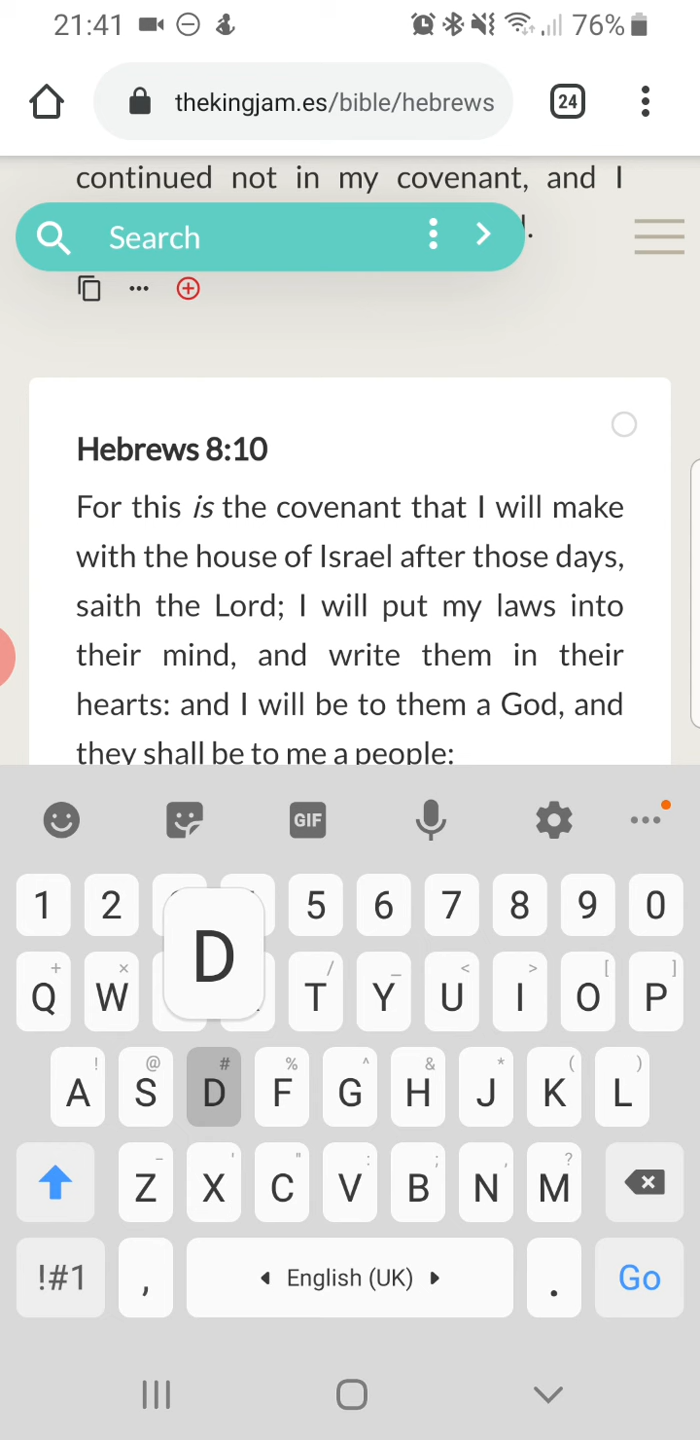 21:41
76%
thekingjam.es/bible/hebrews
24
continued not in my covenant, and I
Search
Hebrews 8:10
For this is the covenant that I will make
with the house of Israel after those days,
saith the Lord; I will put my laws into
their mind, and write them in their
hearts: and I will be to them a God, and
they shall be to me a people:
GIF
1 2 5 6 7 8 9 0
D
+ × / _ < > [ ]
Q W T Y U I O P
! @ # % ^ & * ( )
A S D F G H J K L
- ' " : ; , ?
Z X C V B N M
!#1 , English (UK) . Go